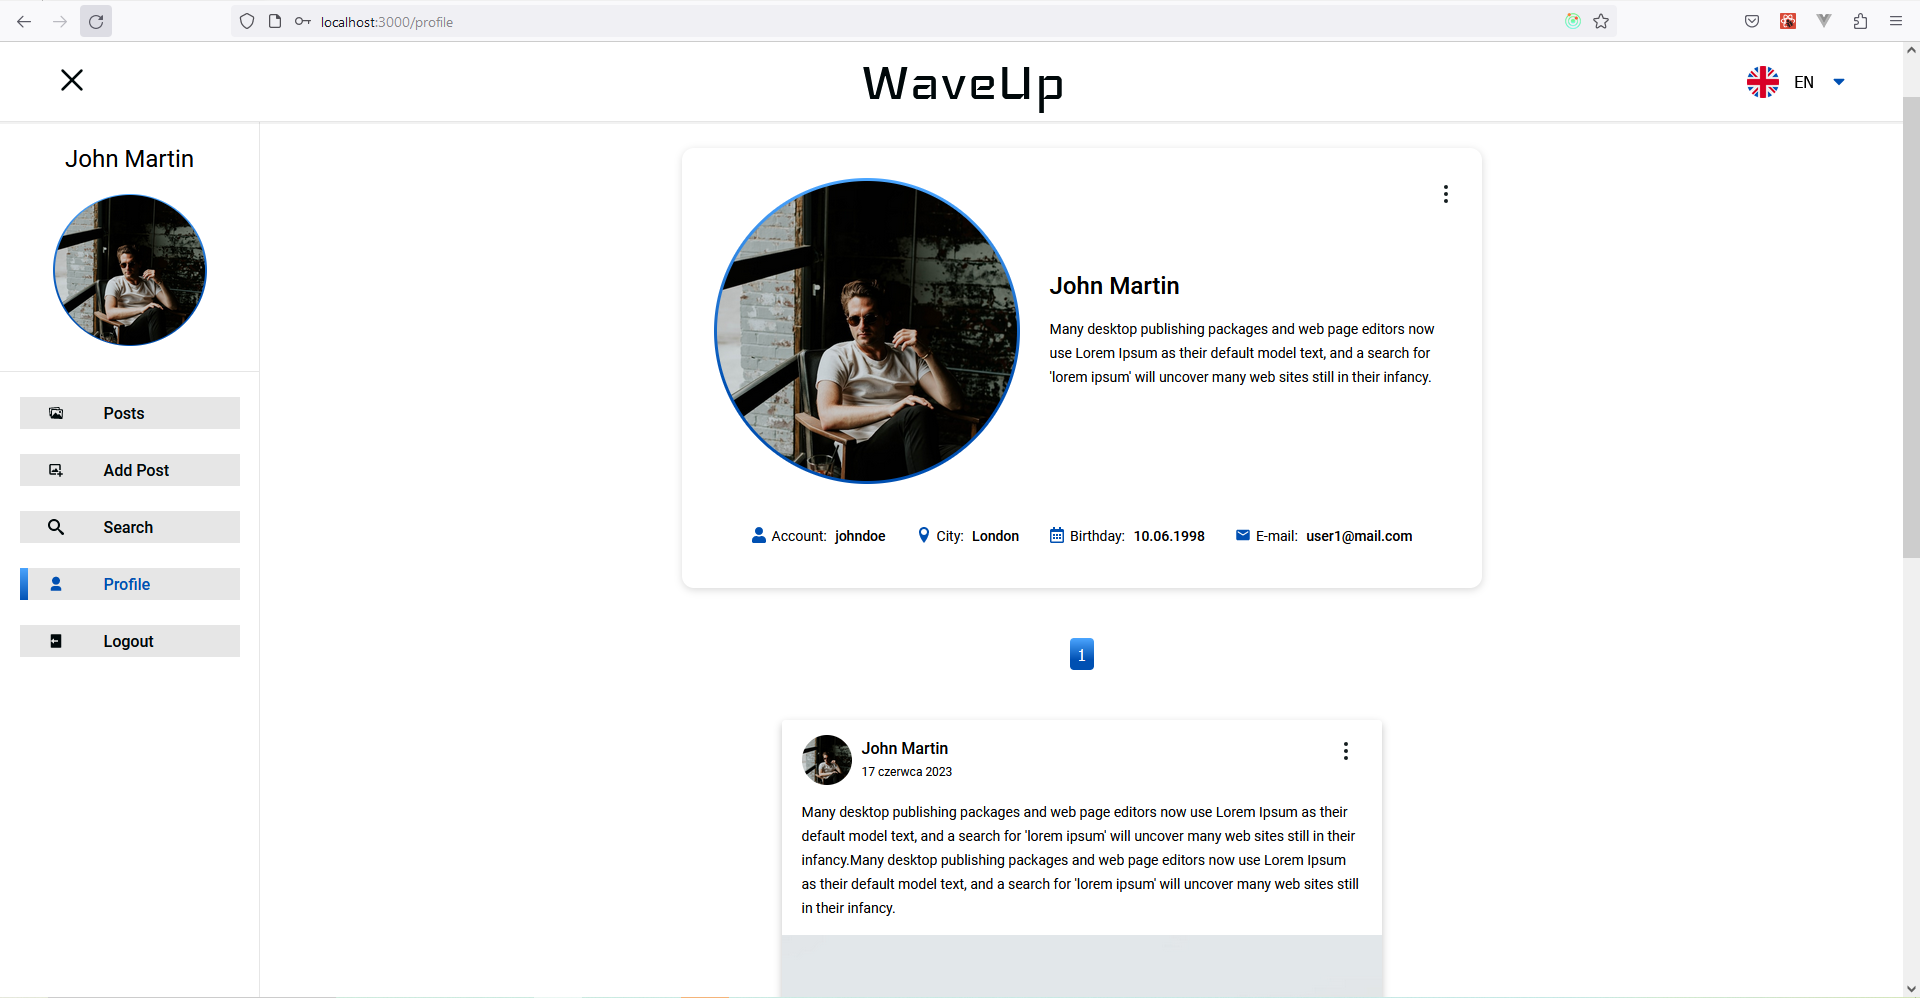 localhost:3000/profile
WaveUp
EN
John Martin
Posts
Add Post
Search
Profile
Logout
John Martin
Many desktop publishing packages and web page editors now
use Lorem Ipsum as their default model text, and a search for
'lorem ipsum' will uncover many web sites still in their infancy.
Account: johndoe City: London Birthday: 10.06.1998 E-mail: user1@mail.com
1
John Martin
17 czerwca 2023
Many desktop publishing packages and web page editors now use Lorem Ipsum as their
default model text, and a search for 'lorem ipsum' will uncover many web sites still in their
infancy.Many desktop publishing packages and web page editors now use Lorem Ipsum
as their default model text, and a search for 'lorem ipsum' will uncover many web sites still
in their infancy.